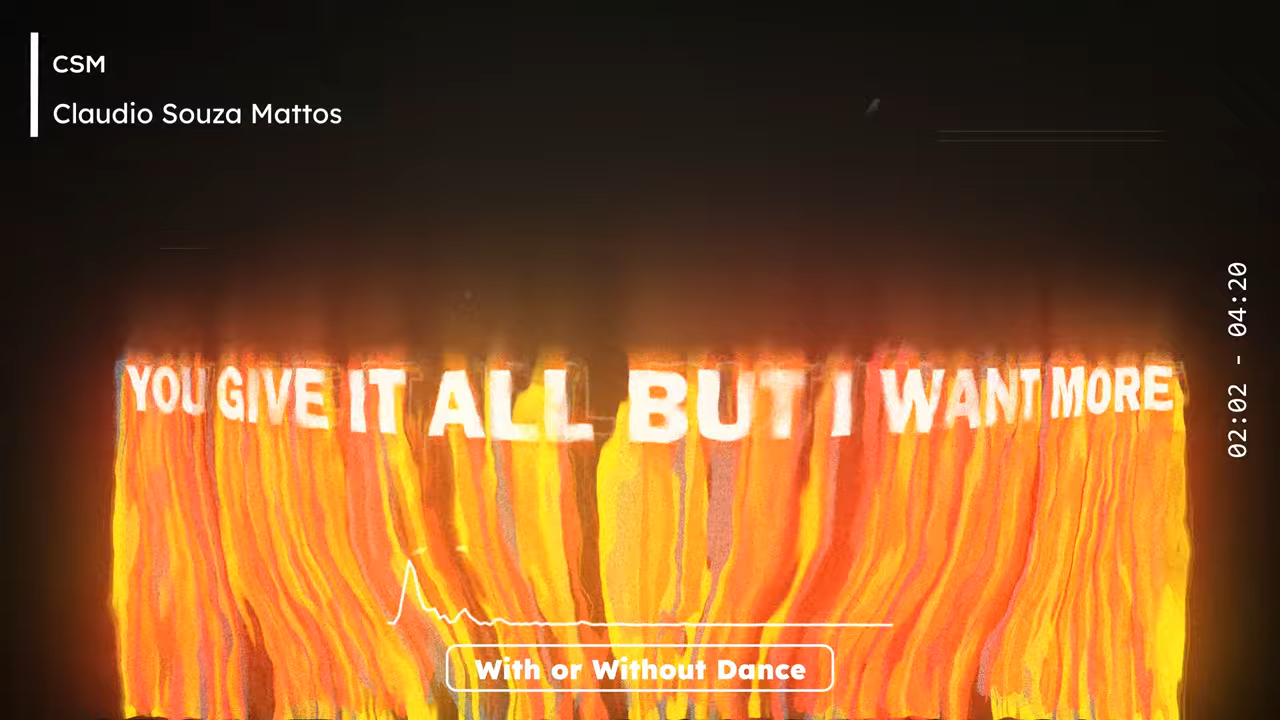 CSM
Claudio Souza Mattos
02:02 - 04:20
YOU GIVE IT ALL BUT I WANT MORE
With or Without Dance